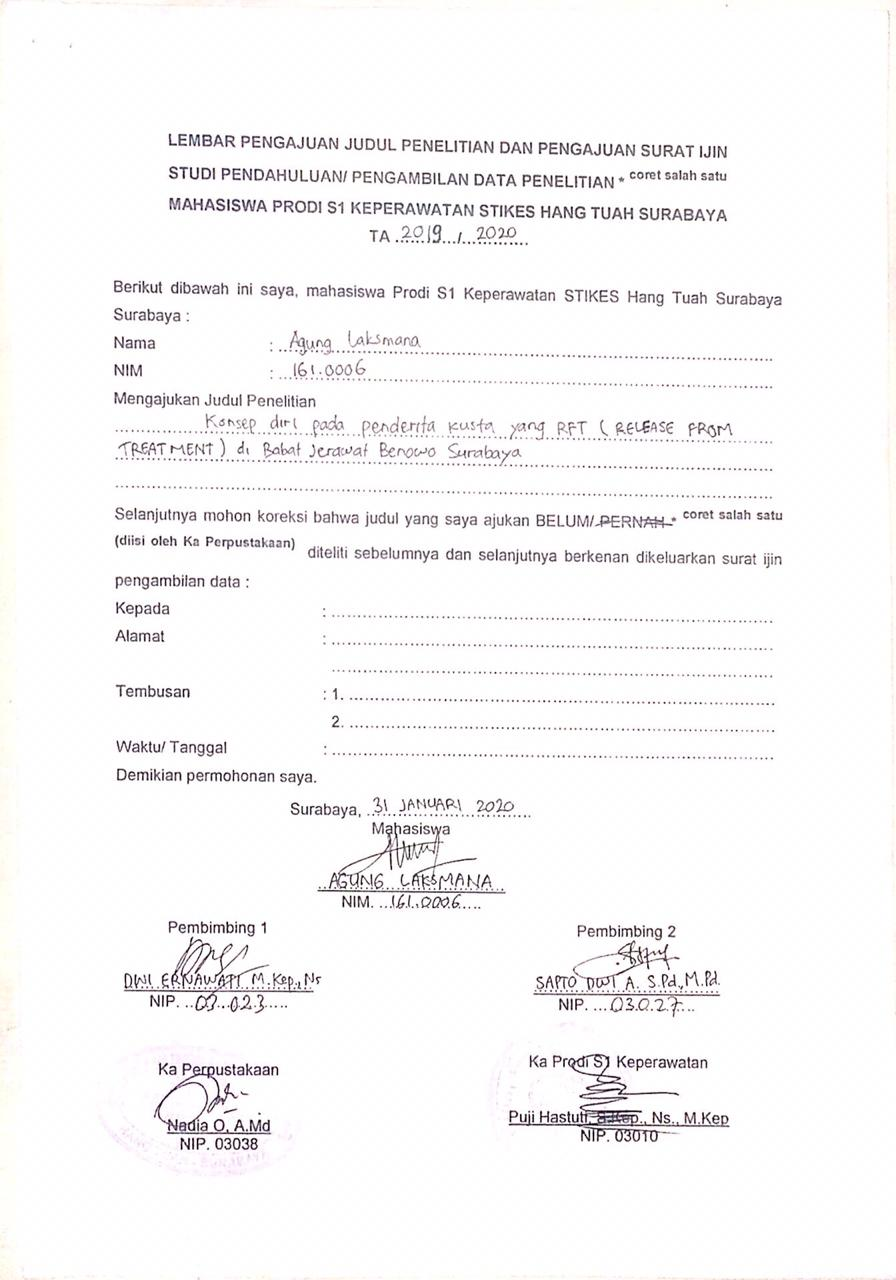 LEMBAR PENGAJUAN JUDUL PENELITIAN DAN PENGAJUAN SURAT IJIN
STUDI PENDAHULUAN/ PENGAMBILAN DATA PENELITIAN * coret salah satu
MAHASISWA PRODI S1 KEPERAWATAN STIKES HANG TUAH SURABAYA
TA 2019 / 2020
Berikut dibawah ini saya, mahasiswa Prodi S1 Keperawatan STIKES Hang Tuah Surabaya
Surabaya :
Nama : Agung Laksmana
NIM : 161.0006
Mengajukan Judul Penelitian
Konsep diri pada penderita kusta yang RFT ( RELEASE FROM
TREATMENT ) di Babat Jerawat Benowo Surabaya
Selanjutnya mohon koreksi bahwa judul yang saya ajukan BELUM/ PERNAH * coret salah satu
(diisi oleh Ka Perpustakaan) diteliti sebelumnya dan selanjutnya berkenan dikeluarkan surat ijin
pengambilan data :
Kepada :
Alamat :
Tembusan : 1.
2.
Waktu/ Tanggal :
Demikian permohonan saya.
Surabaya, 31 JANUARI 2020
Mahasiswa
AGUNG LAKSMANA
NIM. 161.0006
Pembimbing 1 Pembimbing 2
DWI ERNAWATI M.Kep.,Ns SAPTO DWI A. S.Pd., M.Pd.
NIP. 03.023 NIP. 03.027
Ka Perpustakaan Ka Prodi S1 Keperawatan
Nadia O, A.Md Puji Hastuti, S.Kep., Ns., M.Kep
NIP. 03038 NIP. 03010